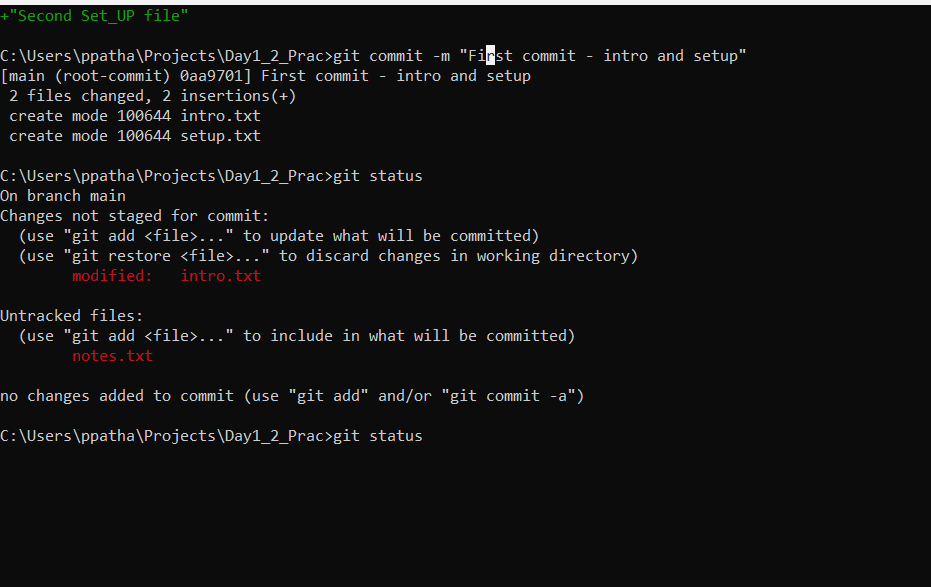 +"Second Set_UP file"
C:\Users\ppatha\Projects\Day1_2_Prac>git commit -m "First commit - intro and setup"
[main (root-commit) 0aa9701] First commit - intro and setup
 2 files changed, 2 insertions(+)
 create mode 100644 intro.txt
 create mode 100644 setup.txt
C:\Users\ppatha\Projects\Day1_2_Prac>git status
On branch main
Changes not staged for commit:
  (use "git add <file>..." to update what will be committed)
  (use "git restore <file>..." to discard changes in working directory)
        modified:   intro.txt
Untracked files:
  (use "git add <file>..." to include in what will be committed)
        notes.txt
no changes added to commit (use "git add" and/or "git commit -a")
C:\Users\ppatha\Projects\Day1_2_Prac>git status